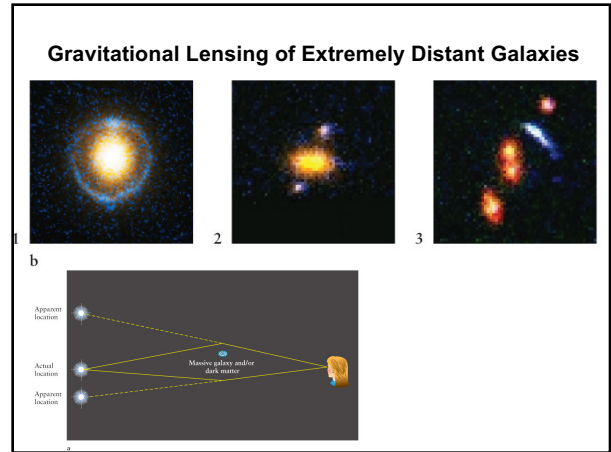 Gravitational Lensing of Extremely Distant Galaxies
1 2 3
b
Apparent
location
Massive galaxy and/or
dark matter
Actual
location
Apparent
location
a